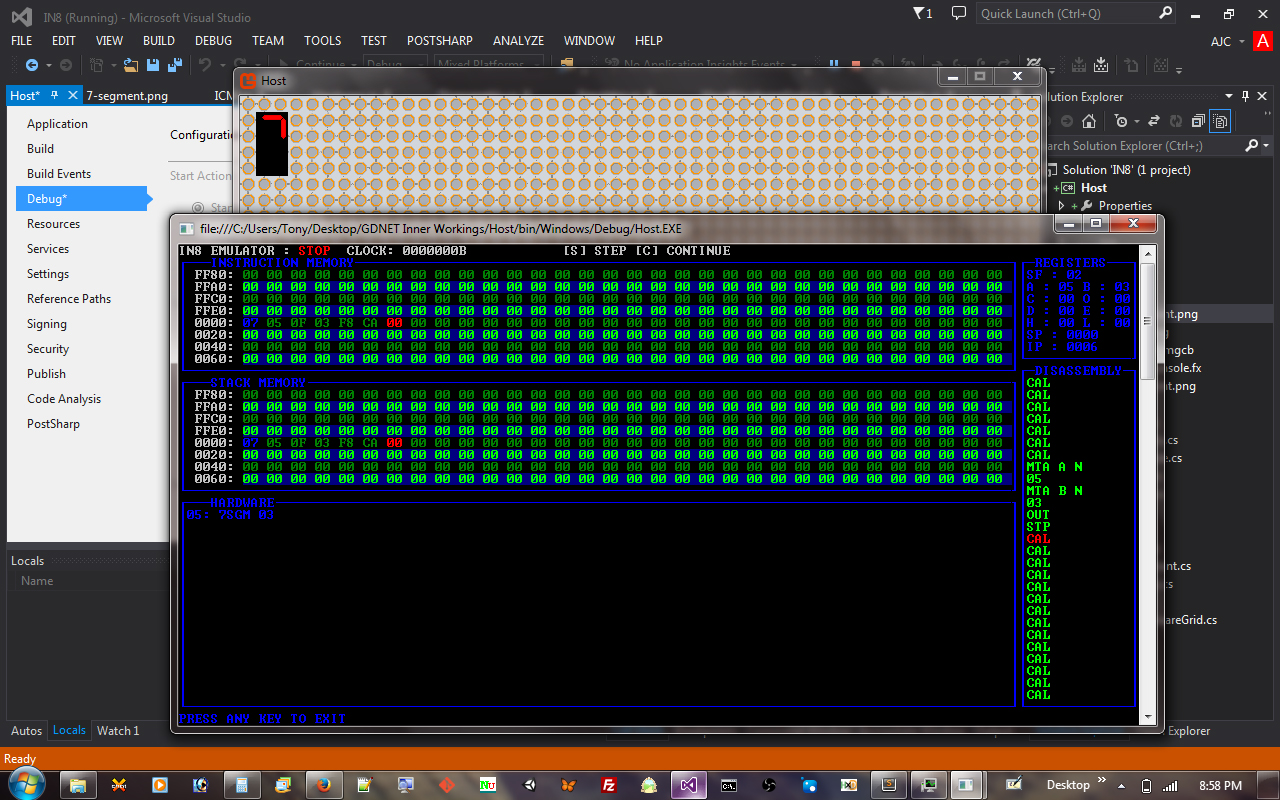 IN8 (Running) - Microsoft Visual Studio
1
Quick Launch (Ctrl+Q)
FILE EDIT VIEW BUILD DEBUG TEAM TOOLS TEST POSTSHARP ANALYZE WINDOW HELP
AJC
A
Continue Debug Mixed Platforms No Application Insights Events
Host* 7-segment.png
Host
Solution Explorer
Search Solution Explorer (Ctrl+;)
Solution 'IN8' (1 project)
Host
Properties
Application
Build
Build Events
Debug*
Resources
Services
Settings
Reference Paths
Signing
Security
Publish
Code Analysis
PostSharp
Start Action
file:///C:/Users/Tony/Desktop/GDNET Inner Workings/Host/bin/Windows/Debug/Host.EXE
IN8 EMULATOR : STOP CLOCK: 0000000B [S] STEP [C] CONTINUE
INSTRUCTION MEMORY
FF80: 00 00 00 00 00 00 00 00 00 00 00 00 00 00 00 00 00 00 00 00 00 00 00 00 00 00 00 00 00 00 00 00
FFA0: 00 00 00 00 00 00 00 00 00 00 00 00 00 00 00 00 00 00 00 00 00 00 00 00 00 00 00 00 00 00 00 00
FFC0: 00 00 00 00 00 00 00 00 00 00 00 00 00 00 00 00 00 00 00 00 00 00 00 00 00 00 00 00 00 00 00 00
FFE0: 00 00 00 00 00 00 00 00 00 00 00 00 00 00 00 00 00 00 00 00 00 00 00 00 00 00 00 00 00 00 00 00
0000: 07 05 0F 03 F8 CA 00 00 00 00 00 00 00 00 00 00 00 00 00 00 00 00 00 00 00 00 00 00 00 00 00 00
0020: 00 00 00 00 00 00 00 00 00 00 00 00 00 00 00 00 00 00 00 00 00 00 00 00 00 00 00 00 00 00 00 00
0040: 00 00 00 00 00 00 00 00 00 00 00 00 00 00 00 00 00 00 00 00 00 00 00 00 00 00 00 00 00 00 00 00
0060: 00 00 00 00 00 00 00 00 00 00 00 00 00 00 00 00 00 00 00 00 00 00 00 00 00 00 00 00 00 00 00 00
STACK MEMORY
FF80: 00 00 00 00 00 00 00 00 00 00 00 00 00 00 00 00 00 00 00 00 00 00 00 00 00 00 00 00 00 00 00 00
FFA0: 00 00 00 00 00 00 00 00 00 00 00 00 00 00 00 00 00 00 00 00 00 00 00 00 00 00 00 00 00 00 00 00
FFC0: 00 00 00 00 00 00 00 00 00 00 00 00 00 00 00 00 00 00 00 00 00 00 00 00 00 00 00 00 00 00 00 00
FFE0: 00 00 00 00 00 00 00 00 00 00 00 00 00 00 00 00 00 00 00 00 00 00 00 00 00 00 00 00 00 00 00 00
0000: 07 05 0F 03 F8 CA 00 00 00 00 00 00 00 00 00 00 00 00 00 00 00 00 00 00 00 00 00 00 00 00 00 00
0020: 00 00 00 00 00 00 00 00 00 00 00 00 00 00 00 00 00 00 00 00 00 00 00 00 00 00 00 00 00 00 00 00
0040: 00 00 00 00 00 00 00 00 00 00 00 00 00 00 00 00 00 00 00 00 00 00 00 00 00 00 00 00 00 00 00 00
0060: 00 00 00 00 00 00 00 00 00 00 00 00 00 00 00 00 00 00 00 00 00 00 00 00 00 00 00 00 00 00 00 00
HARDWARE
05: 7SGM 03
PRESS ANY KEY TO EXIT
REGISTERS
SF : 02
A : 05 B : 03
C : 00 O : 00
D : 00 E : 00
H : 00 L : 00
SP : 0000
IP : 0006
DISASSEMBLY
CAL
CAL
CAL
CAL
CAL
CAL
CAL
MTA A N
05
MTA B N
03
OUT
STP
CAL
CAL
CAL
CAL
CAL
CAL
CAL
CAL
CAL
CAL
CAL
CAL
CAL
CAL
Locals
Name
Autos Locals Watch 1
Explorer
Ready
Desktop
8:58 PM